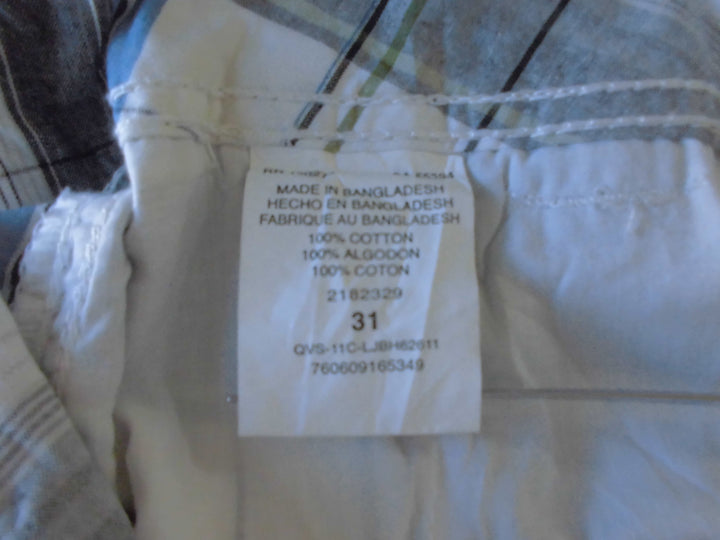 MADE IN BANGLADESH
HECHO EN BANGLADESH
FABRIQUE AU BANGLADESH
100% COTTON
100% ALGODON
100% COTON
2182329
31
QVS-11C-LJBH62611
760609165349